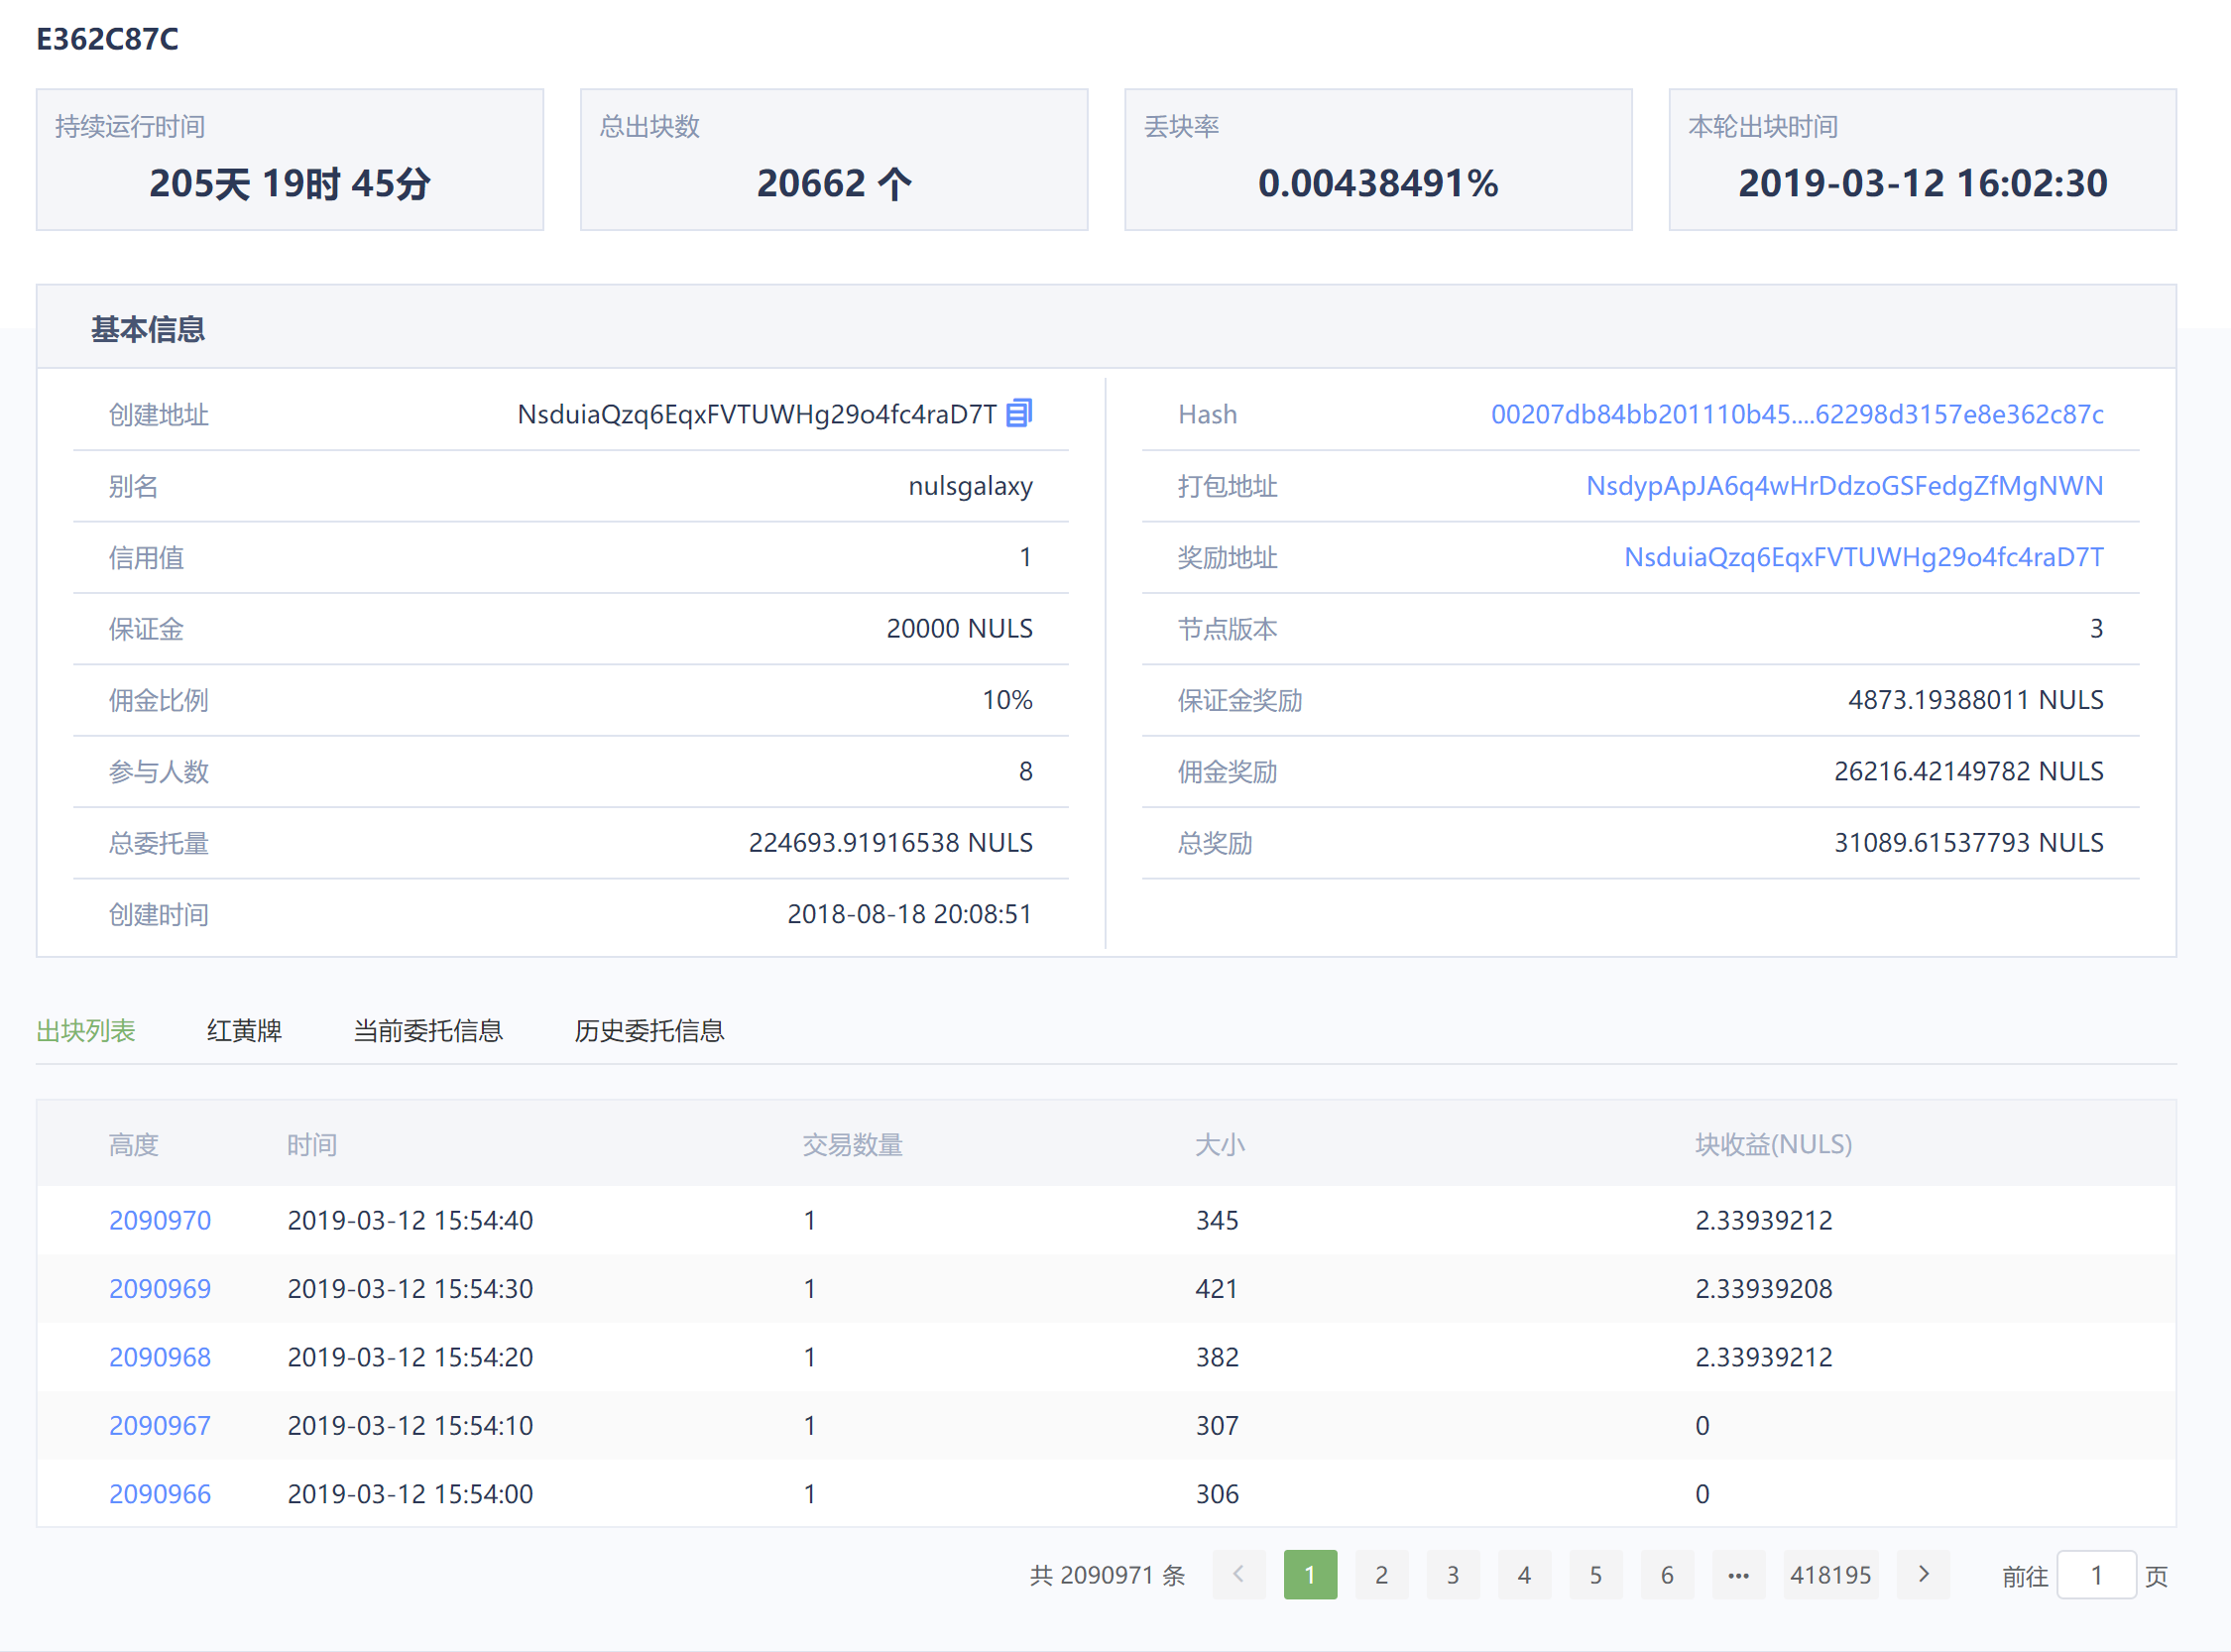 E362C87C
持续运行时间
205天 19时 45分
总出块数
20662 个
丢块率
0.00438491%
本轮出块时间
2019-03-12 16:02:30
基本信息
创建地址 NsduiaQzq6EqxFVTUWHg29o4fc4raD7T
别名 nulsgalaxy
信用值 1
保证金 20000 NULS
佣金比例 10%
参与人数 8
总委托量 224693.91916538 NULS
创建时间 2018-08-18 20:08:51
Hash 00207db84bb201110b45....62298d3157e8e362c87c
打包地址 NsdypApJA6q4wHrDdzoGSFedgZfMgNWN
奖励地址 NsduiaQzq6EqxFVTUWHg29o4fc4raD7T
节点版本 3
保证金奖励 4873.19388011 NULS
佣金奖励 26216.42149782 NULS
总奖励 31089.61537793 NULS
出块列表 红黄牌 当前委托信息 历史委托信息
高度 时间 交易数量 大小 块收益(NULS)
2090970 2019-03-12 15:54:40 1 345 2.33939212
2090969 2019-03-12 15:54:30 1 421 2.33939208
2090968 2019-03-12 15:54:20 1 382 2.33939212
2090967 2019-03-12 15:54:10 1 307 0
2090966 2019-03-12 15:54:00 1 306 0
共 2090971 条 < 1 2 3 4 5 6 ··· 418195 > 前往 1 页